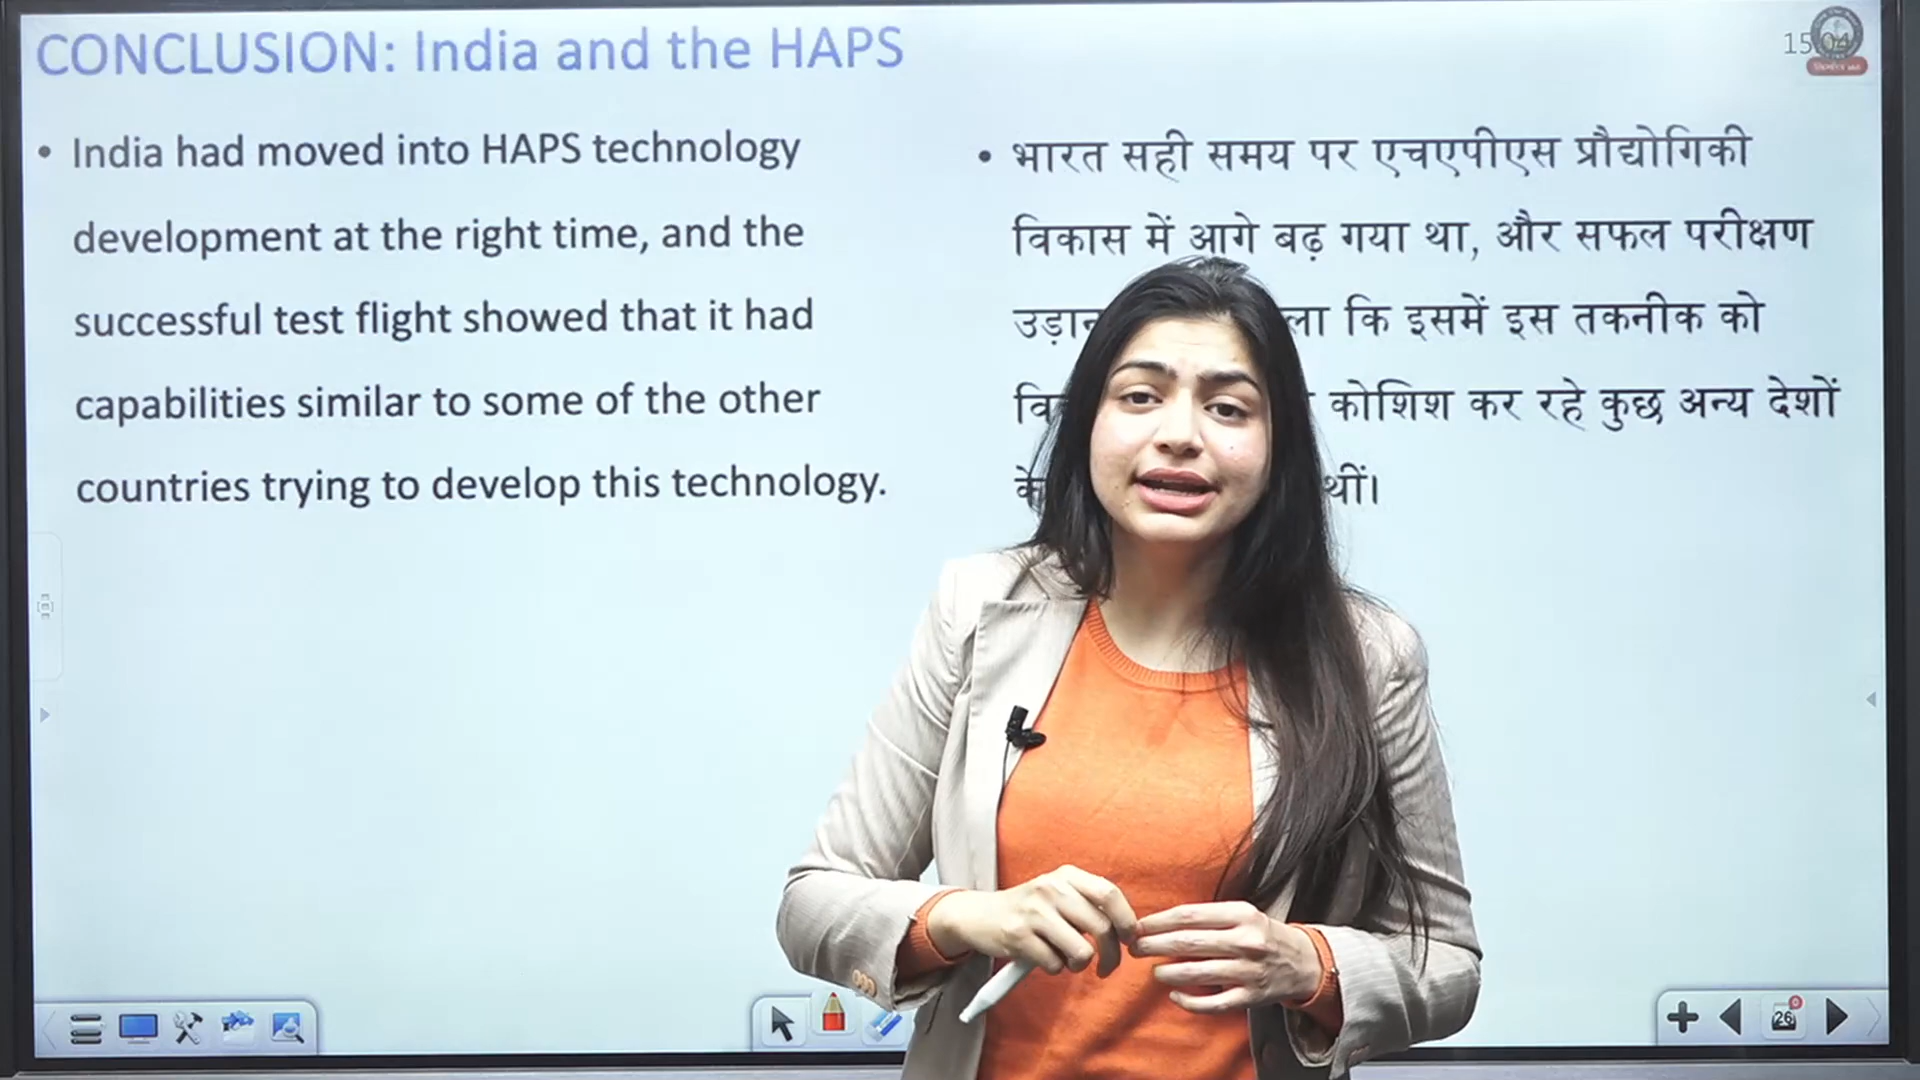 CONCLUSION: India and the HAPS
• India had moved into HAPS technology
development at the right time, and the
successful test flight showed that it had
capabilities similar to some of the other
countries trying to develop this technology.
• भारत सही समय पर एचएपीएस प्रौद्योगिकी
विकास में आगे बढ़ गया था, और सफल परीक्षण
कि इसमें इस तकनीक को
कोशिश कर रहे कुछ अन्य देशों
थीं।
26